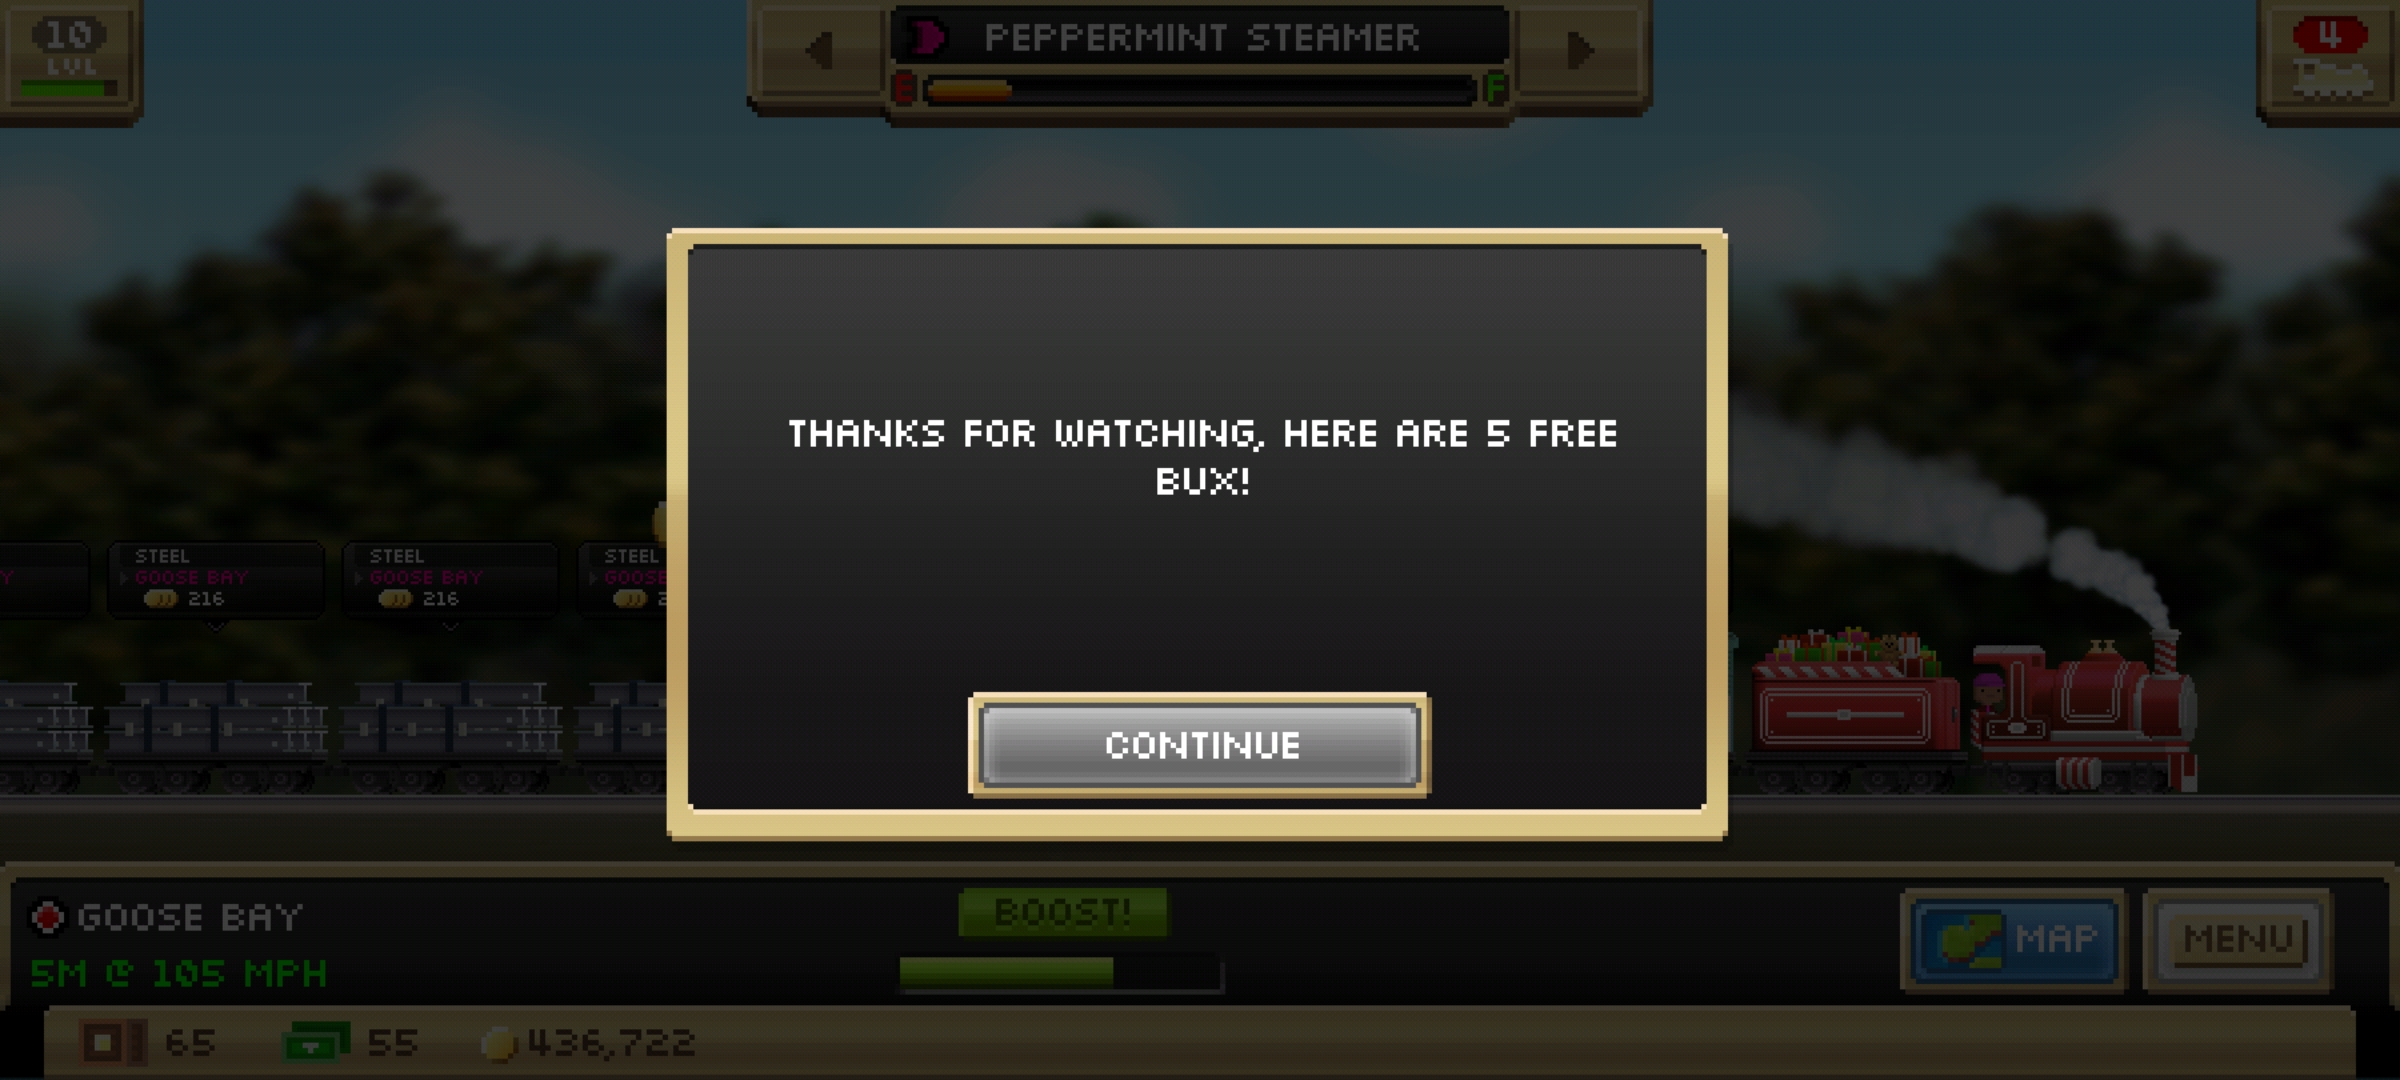 10
LVL
PEPPERMINT STEAMER
E
F
4
THANKS FOR WATCHING, HERE ARE 5 FREE
BUX!
STEEL
GOOSE BAY
216
STEEL
GOOSE BAY
216
STEEL
CONTINUE
GOOSE BAY
5M @ 105 MPH
BOOST!
MAP
MENU
65
55
436,722